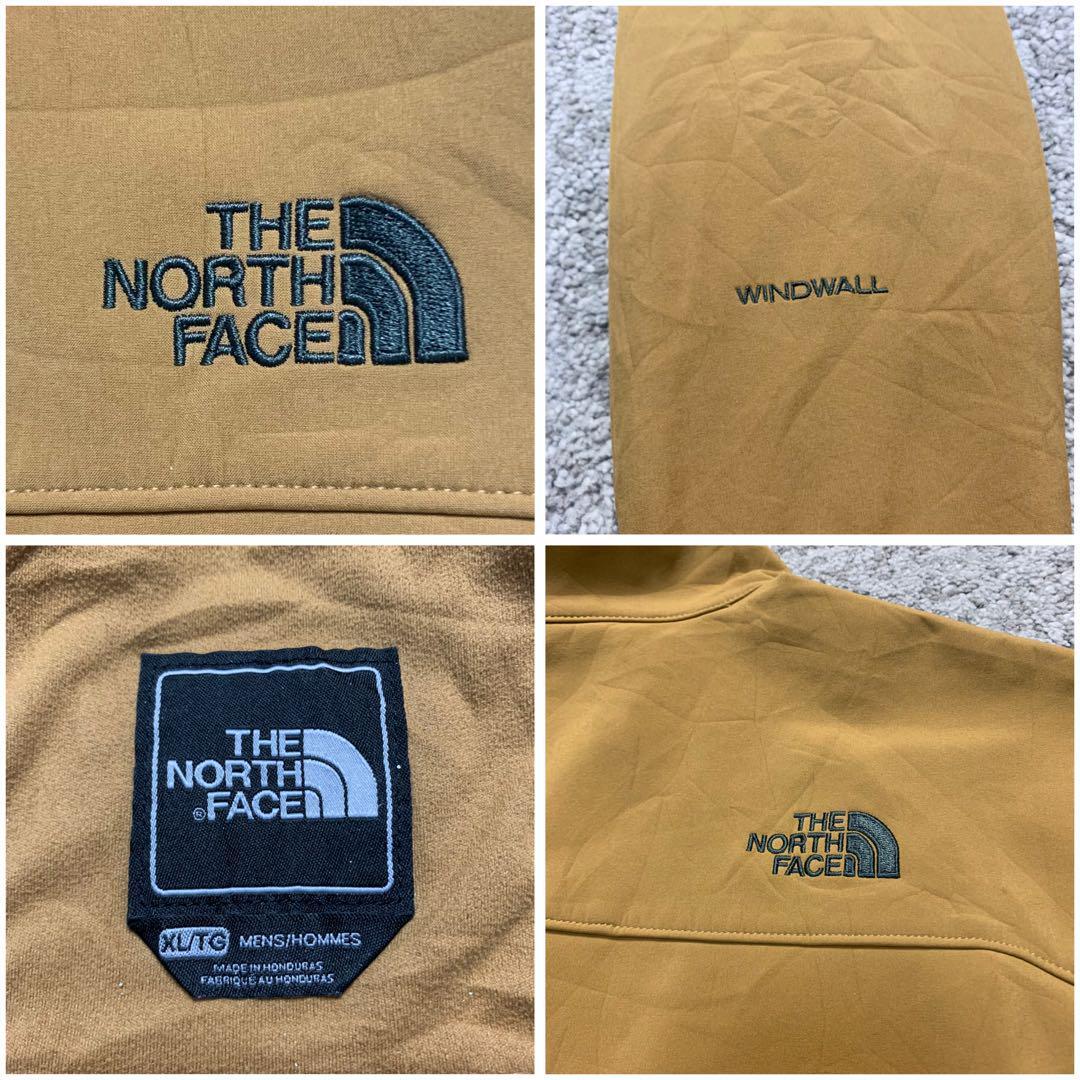 THE
NORTH
FACE
WINDWALL
THE
NORTH
® FACE
XL/TG MENS/HOMMES
MADE IN HONDURAS
FABRIQUÉ AU HONDURAS
THE
NORTH
FACE